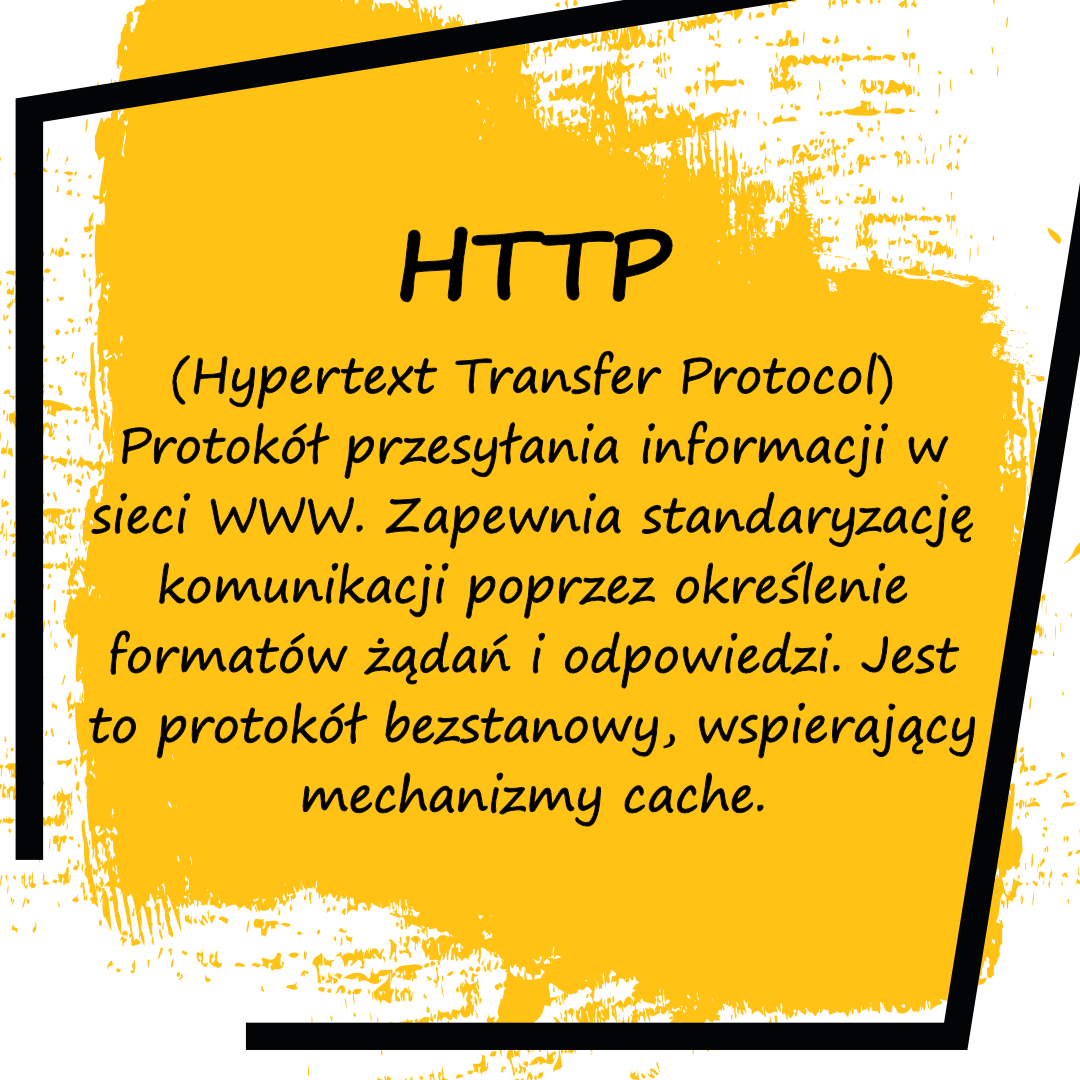 HTTP
(Hypertext Transfer Protocol)
Protokół przesyłania informacji w
sieci WWW. Zapewnia standaryzację
komunikacji poprzez określenie
formatów żądań i odpowiedzi. Jest
to protokół bezstanowy, wspierający
mechanizmy cache.